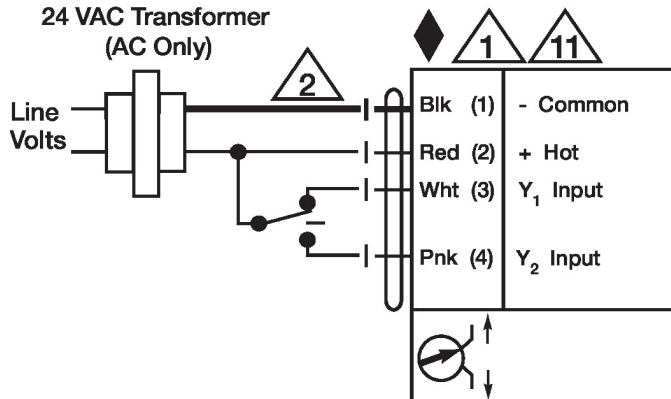 24 VAC Transformer
(AC Only)
Line
Volts
2
1
11
Blk (1) - Common
Red (2) + Hot
Wht (3) Y1 Input
Pnk (4) Y2 Input